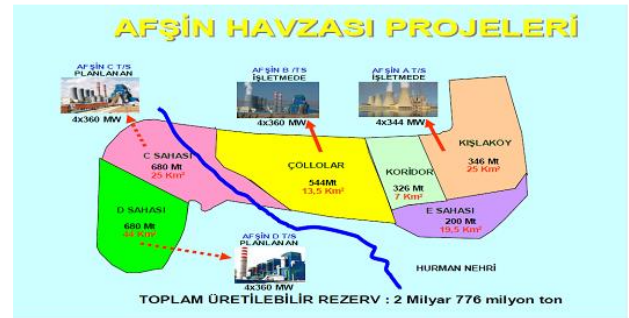 AFŞİN HAVZASI PROJELERİ
AFŞİN C T/S
PLANLANAN
4x360 MW
AFŞİN B /TS
İŞLETMEDE
4x360 MW
AFŞİN A T/S
İŞLETMEDE
4x344 MW
C SAHASI
680 Mt
25 Km²
ÇÖLLOLAR
544Mt
13,5 Km²
KORİDOR
326 Mt
7 Km²
KIŞLAKÖY
346 Mt
25 Km²
D SAHASI
680 Mt
44 Km²
E SAHASI
200 Mt
19,5 Km²
AFŞİN D T/S
PLANLANAN
4x360 MW
HURMAN NEHRİ
TOPLAM ÜRETİLEBİLİR REZERV : 2 Milyar 776 milyon ton